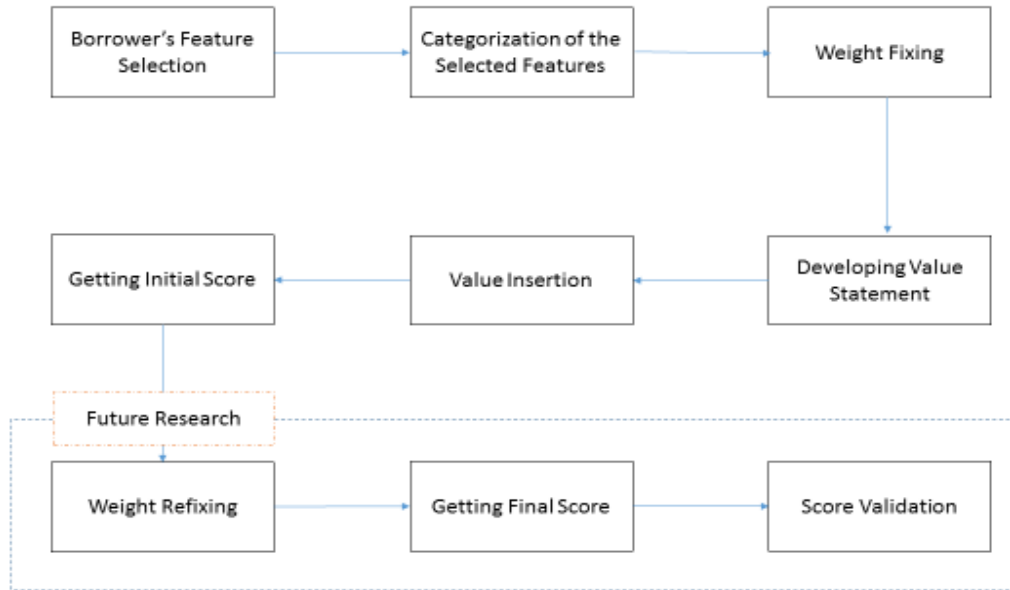 Borrower's Feature
Selection
Categorization of the
Selected Features
Weight Fixing
Developing Value
Statement
Value Insertion
Getting Initial Score
Future Research
Weight Refixing
Getting Final Score
Score Validation